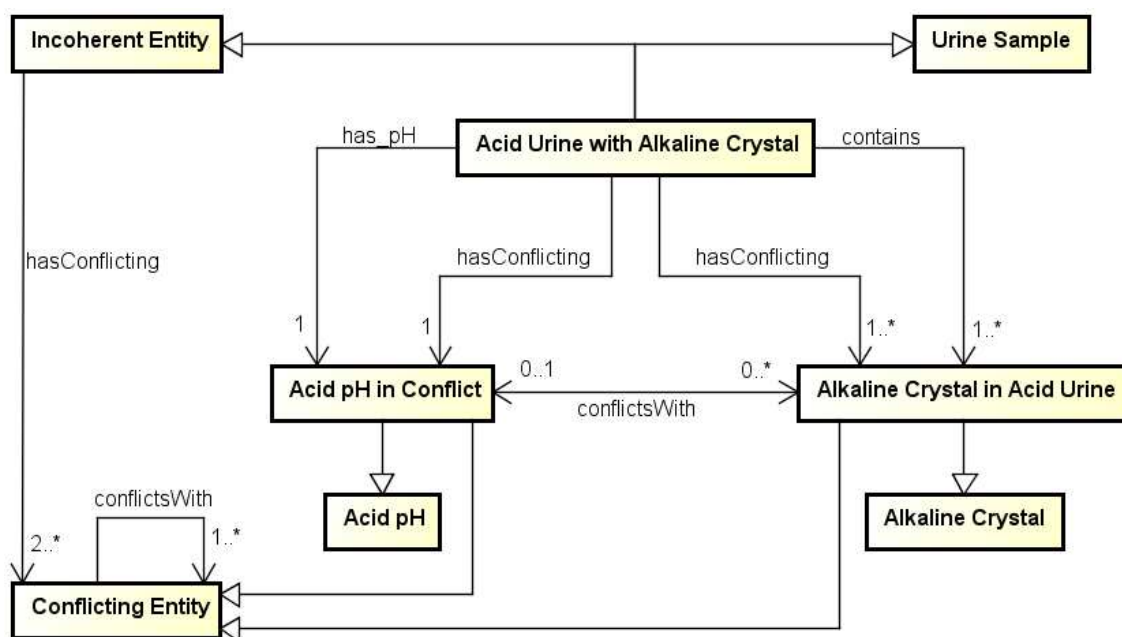 Incoherent Entity
Urine Sample
has_pH
Acid Urine with Alkaline Crystal
contains
hasConflicting
hasConflicting
hasConflicting
1
1
1..*
1..*
Acid pH in Conflict
0..1
0..*
conflictsWith
Alkaline Crystal in Acid Urine
conflictsWith
Acid pH
Alkaline Crystal
2..*
1..*
Conflicting Entity